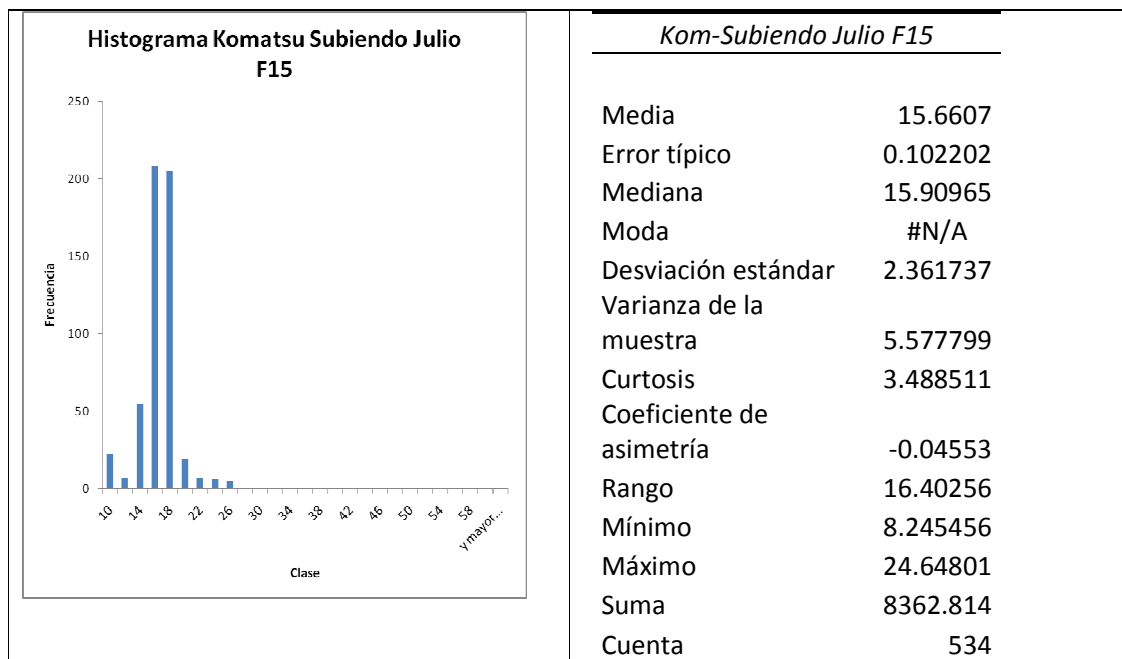 Histograma Komatsu Subiendo Julio
F15
250
200
150
100
50
0
Frecuencia
10
14
18
22
26
30
34
38
42
46
50
54
58
y mayor...
Clase
Kom-Subiendo Julio F15
Media 15.6607
Error típico 0.102202
Mediana 15.90965
Moda #N/A
Desviación estándar 2.361737
Varianza de la
muestra 5.577799
Curtosis 3.488511
Coeficiente de
asimetría -0.04553
Rango 16.40256
Mínimo 8.245456
Máximo 24.64801
Suma 8362.814
Cuenta 534